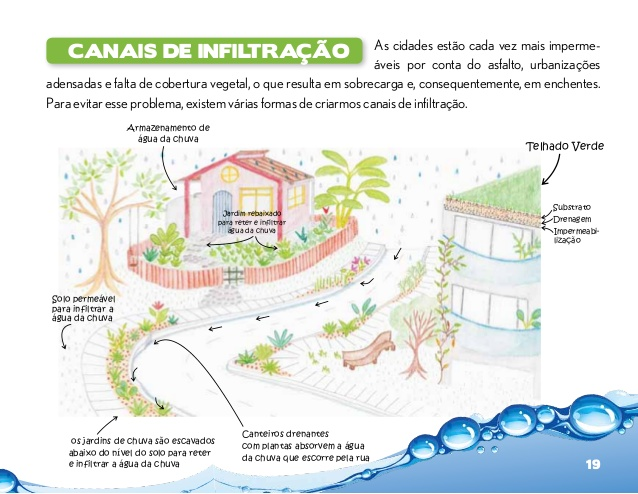 CANAIS DE INFILTRAÇÃO
As cidades estão cada vez mais imperme-
áveis por conta do asfalto, urbanizações
adensadas e falta de cobertura vegetal, o que resulta em sobrecarga e, consequentemente, em enchentes.
Para evitar esse problema, existem várias formas de criarmos canais de infiltração.
Armazenamento de
água da chuva
Telhado Verde
Jardim rebaixado
para reter e infiltrar
água da chuva
Substrato
Drenagem
Impermeabi-
lização
Solo permeável
para infiltrar a
água da chuva
os jardins de chuva são escavados
abaixo do nível do solo para reter
e infiltrar a água da chuva
Canteiros drenantes
com plantas absorvem a água
da chuva que escorre pela rua
19